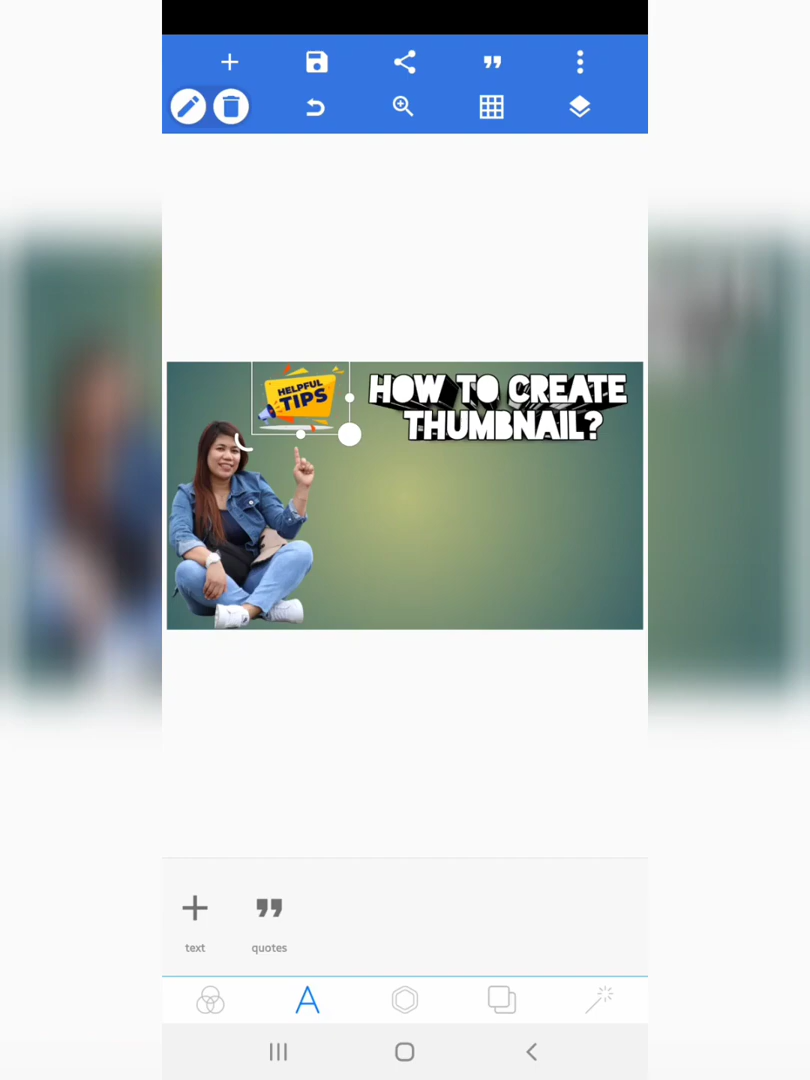 HELPFUL
TIPS
HOW TO CREATE
THUMBNAIL?
text
quotes